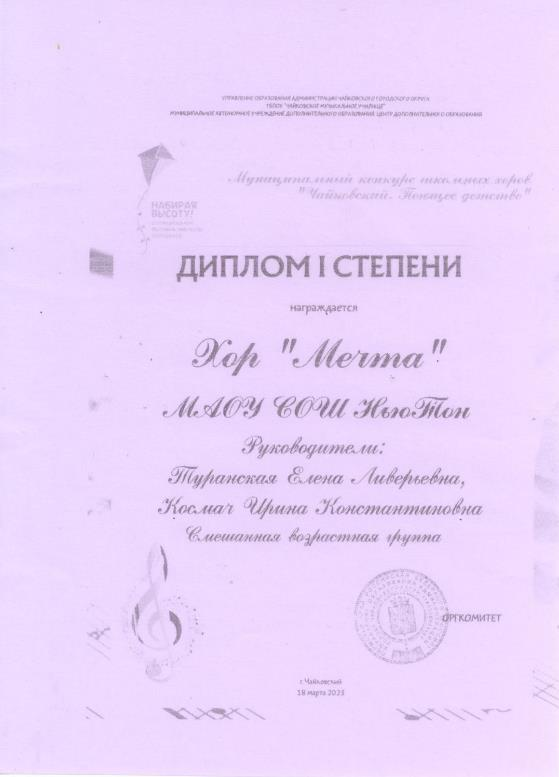 УПРАВЛЕНИЕ ОБРАЗОВАНИЯ АДМИНИСТРАЦИИ ЧАЙКОВСКОГО ГОРОДСКОГО ОКРУГА
ГБПОУ "ЧАЙКОВСКОЕ МУЗЫКАЛЬНОЕ УЧИЛИЩЕ"
МУНИЦИПАЛЬНОЕ АВТОНОМНОЕ УЧРЕЖДЕНИЕ ДОПОЛНИТЕЛЬНОГО ОБРАЗОВАНИЯ ЦЕНТР ДОПОЛНИТЕЛЬНОГО ОБРАЗОВАНИЯ
Муниципальный конкурс школьных хоров
"Чайковский. Поющее детство"
НАБИРАЯ
ВЫСОТУ!
ДИПЛОМ I СТЕПЕНИ
награждается
Хор "Мечта"
МАОУ СОШ НьюТон
Руководители:
Туранская Елена Ливерьевна,
Космач Ирина Константиновна
Смешанная возрастная группа
ОРГКОМИТЕТ
г. Чайковский
18 марта 2023